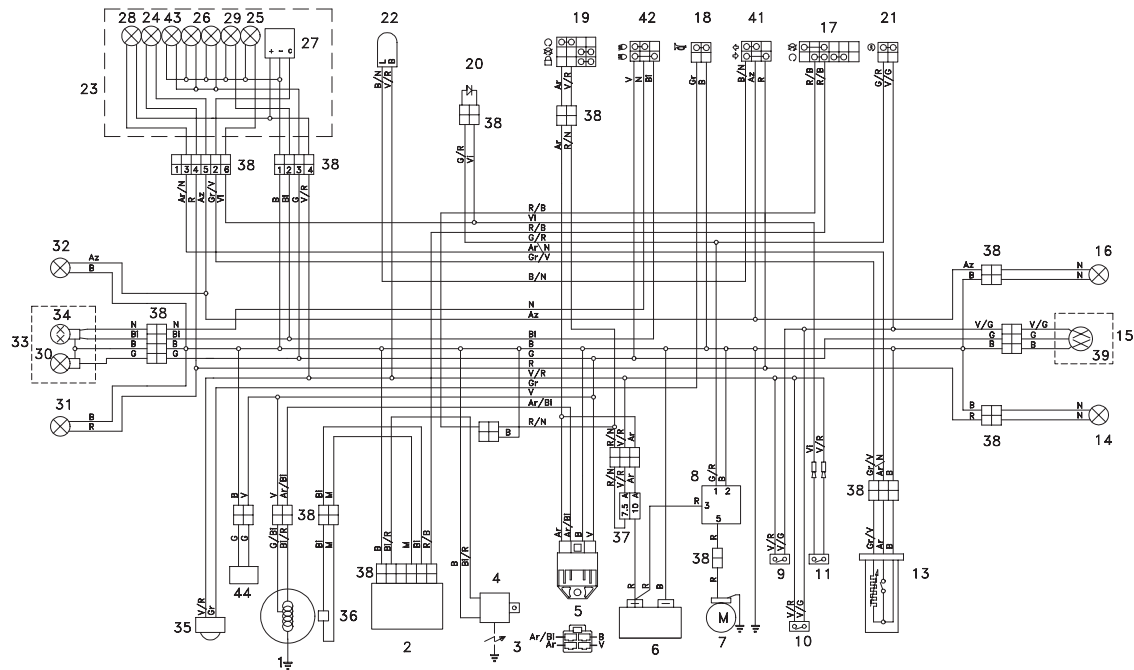 28 24 43 26 29 25
27
+ - c
23
22
L B
B/N
V/R
20
38
G/R
Vi
19
Ar
V/R
38
Ar
R/N
42
V
N
Bl
18
Gr
B
41
B/N
Az
R
17
R/B
R/B
21
G/R
V/G
1 3 4 5 2 6
38
1 2 3 4
38
Ar/N
R
Az
Gr/V
Vi
B
Bl
G
V/R
R/B
Vi
R/B
G/R
Ar\N
Gr/V
B/N
N
Az
Bl
B
G
R
V/R
Gr
V
Ar/Bl
R/N
32
Az
B
33
34
30
N
Bl
B
G
38
N
Bl
B
G
31
B
R
38
Az
B
N
N
16
V/G
G
B
V/G
G
B
15
39
B
R
N
N
38
14
B
B
V
G
G
44
V
Ar/Bl
38
G/Bl
Bl/R
1
Bl
M
38
Bl
M
36
V/R
Gr
35
B
Bl/R
M
Bl
R/B
38
2
B
Bl/R
4
3
Ar
Ar/Bl
B
V
5
Ar/Bl
Ar
B
V
R/N
V/R
Ar
R/N
V/R
Ar
7.5 A
10 A
37
R
R
B
6
8
G/R
B
1 2
R
3
5
38
R
M
7
V/R
V/G
9
V/R
V/G
10
Vi
V/R
11
Gr/V
Ar\N
B
38
Gr/V
Ar
B
13